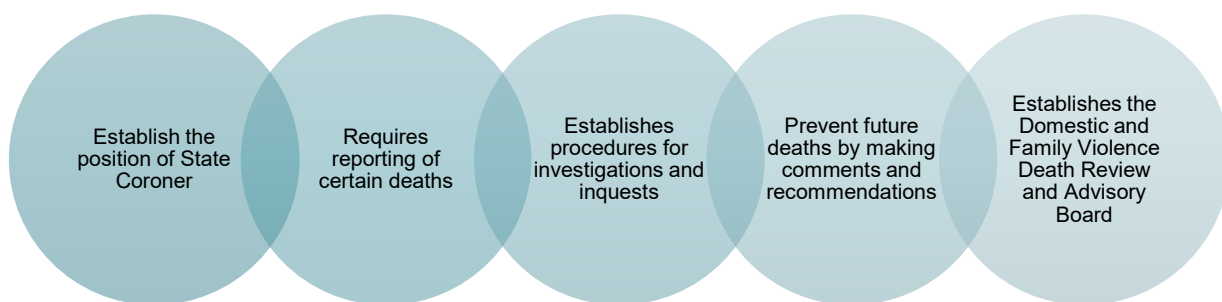 Establish the
position of State
Coroner
Requires
reporting of
certain deaths
Establishes
procedures for
investigations and
inquests
Prevent future
deaths by making
comments and
recommendations
Establishes the
Domestic and
Family Violence
Death Review
and Advisory
Board